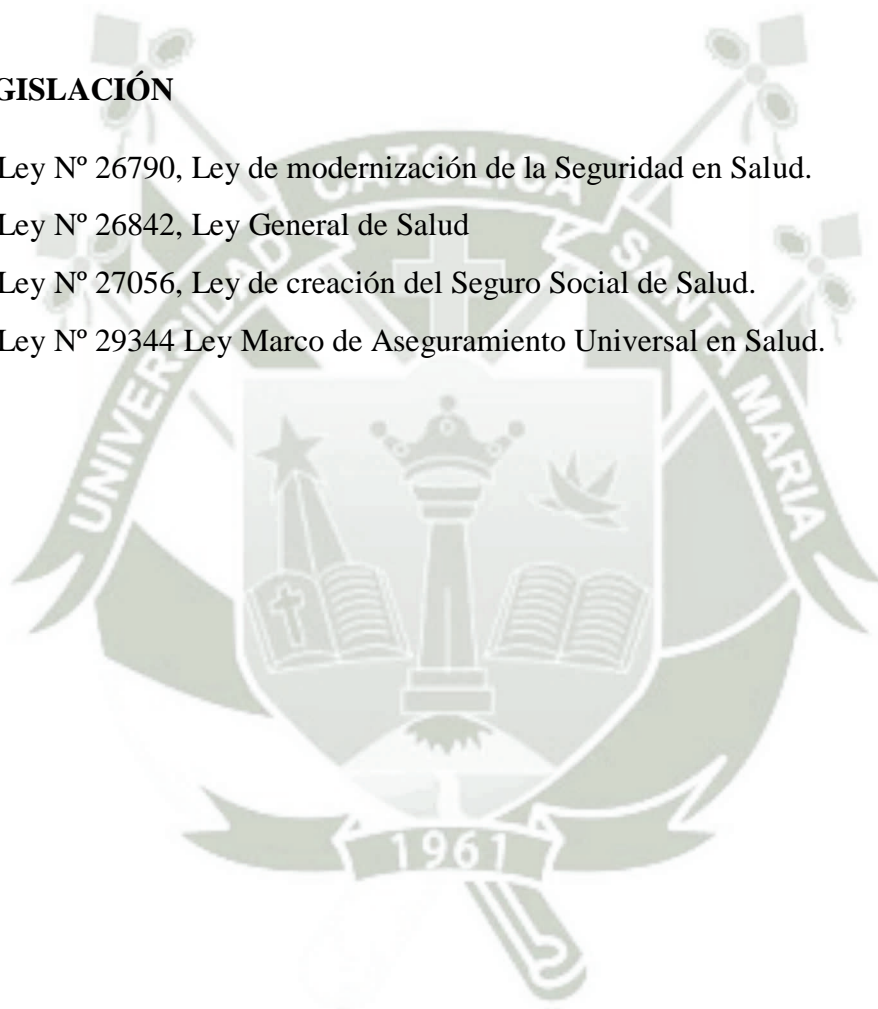 GISLACIÓN
Ley Nº 26790, Ley de modernización de la Seguridad en Salud.
Ley Nº 26842, Ley General de Salud
Ley Nº 27056, Ley de creación del Seguro Social de Salud.
Ley Nº 29344 Ley Marco de Aseguramiento Universal en Salud.
UNIVERSIDAD CATOLICA SANTA MARIA
1961